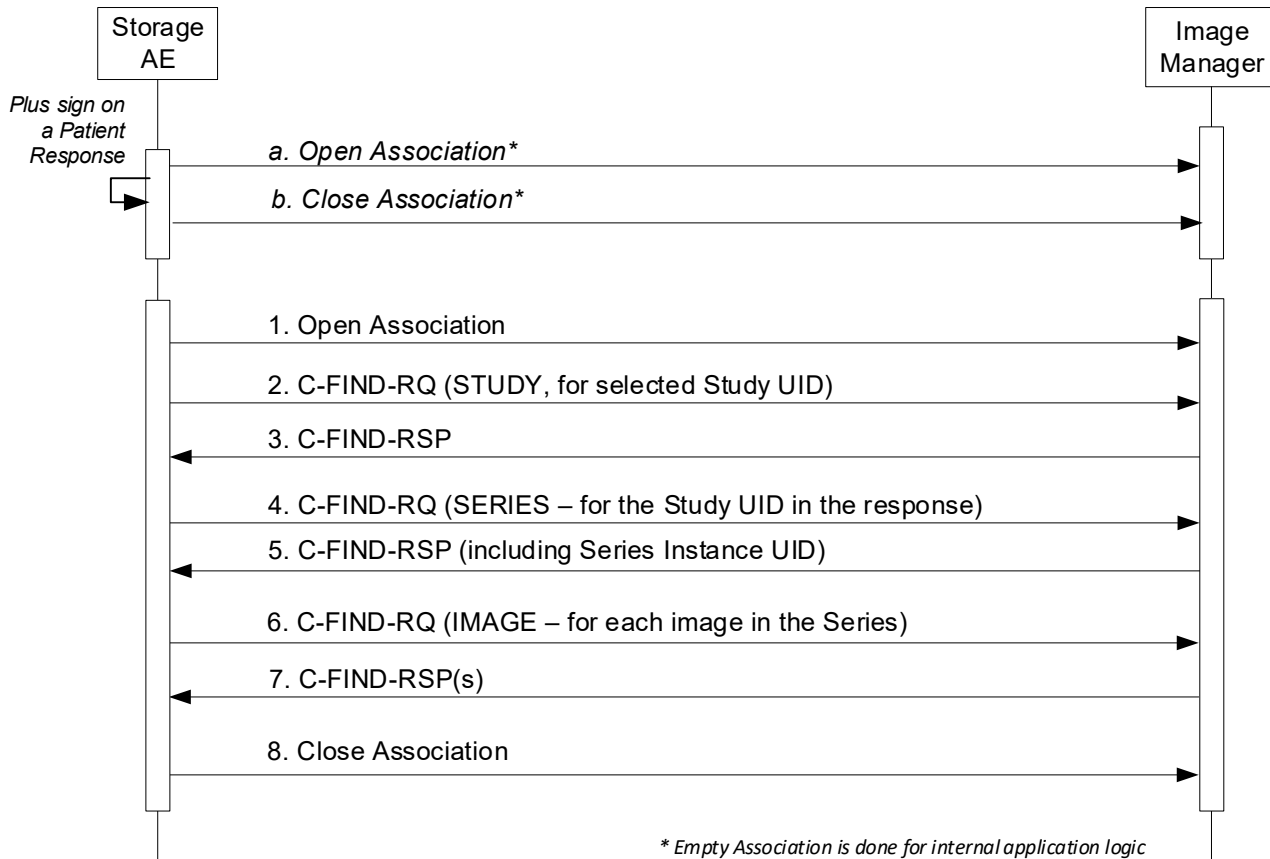 Storage
AE
Image
Manager
Plus sign on
a Patient
Response
a. Open Association*
b. Close Association*
1. Open Association
2. C-FIND-RQ (STUDY, for selected Study UID)
3. C-FIND-RSP
4. C-FIND-RQ (SERIES – for the Study UID in the response)
5. C-FIND-RSP (including Series Instance UID)
6. C-FIND-RQ (IMAGE – for each image in the Series)
7. C-FIND-RSP(s)
8. Close Association
* Empty Association is done for internal application logic